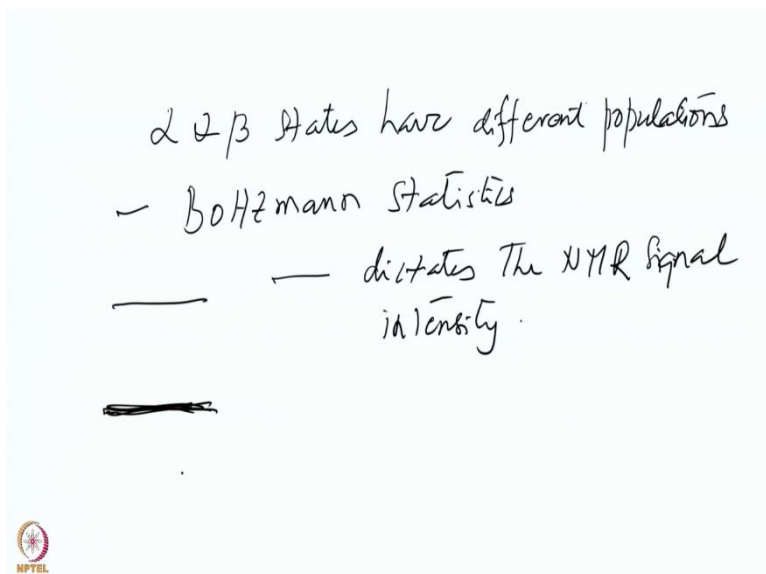 α & β states have different populations
– Boltzmann statistics
— dictates The NMR signal
intensity.
NPTEL